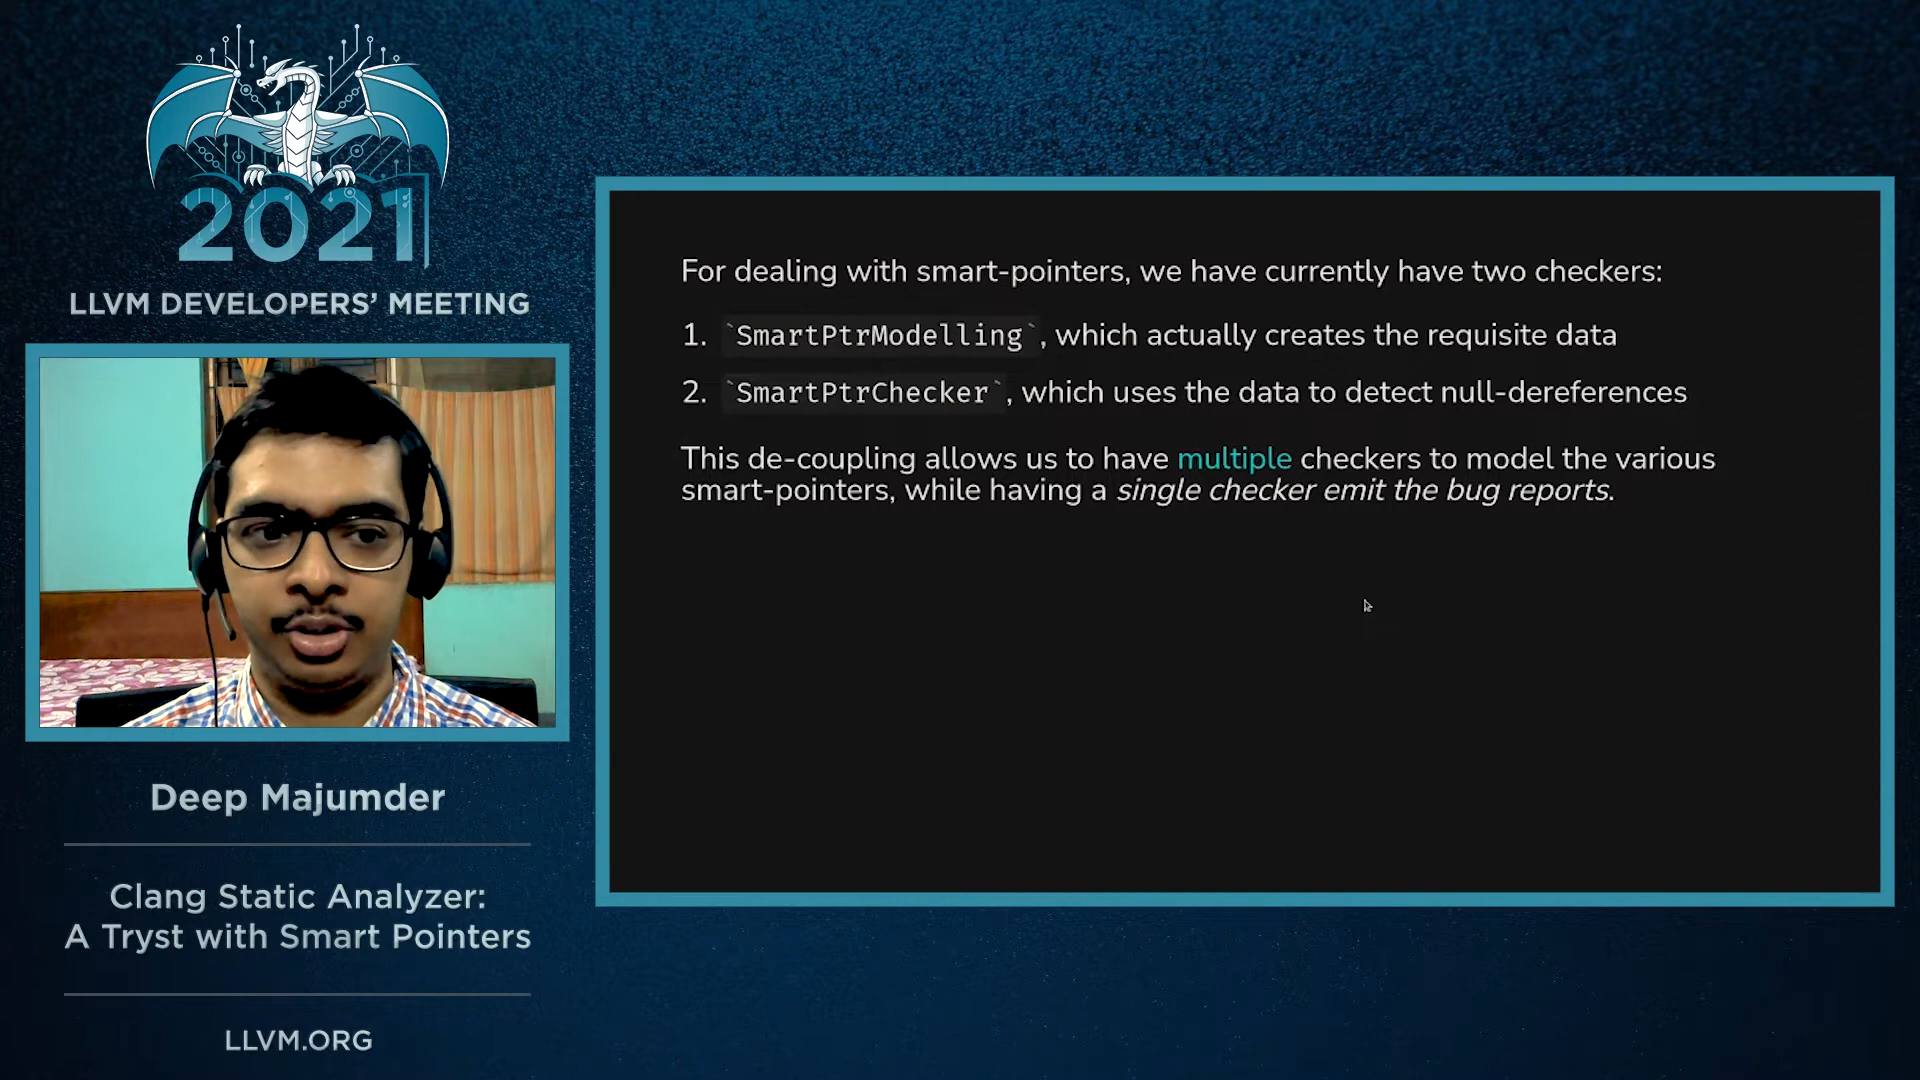 2021
LLVM DEVELOPERS’ MEETING
Deep Majumder
Clang Static Analyzer:
A Tryst with Smart Pointers
LLVM.ORG
For dealing with smart-pointers, we have currently have two checkers:
1. `SmartPtrModelling`, which actually creates the requisite data
2. `SmartPtrChecker`, which uses the data to detect null-dereferences
This de-coupling allows us to have multiple checkers to model the various
smart-pointers, while having a single checker emit the bug reports.